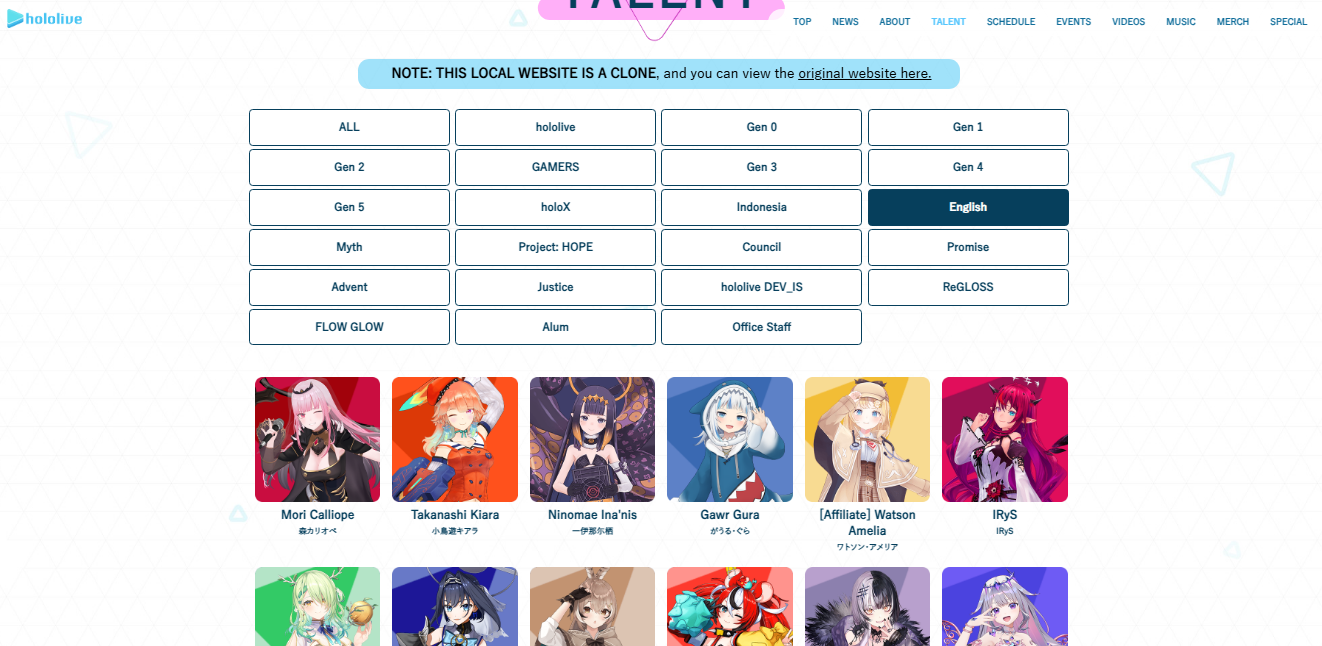 TALENT
hololive
TOP NEWS ABOUT TALENT SCHEDULE EVENTS VIDEOS MUSIC MERCH SPECIAL
NOTE: THIS LOCAL WEBSITE IS A CLONE, and you can view the original website here.
ALL hololive Gen 0 Gen 1
Gen 2 GAMERS Gen 3 Gen 4
Gen 5 holoX Indonesia English
Myth Project: HOPE Council Promise
Advent Justice hololive DEV_IS ReGLOSS
FLOW GLOW Alum Office Staff
Mori Calliope
森カリオペ
Takanashi Kiara
小鳥遊キアラ
Ninomae Ina'nis
一伊那尓栖
Gawr Gura
がうる・ぐら
[Affiliate] Watson
Amelia
ワトソン・アメリア
IRyS
IRyS